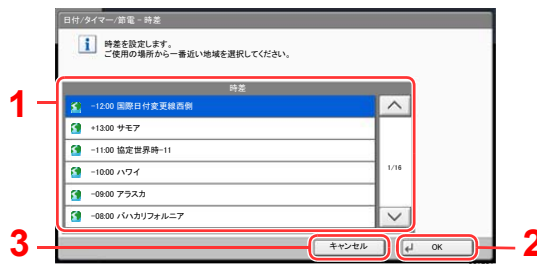 日付/タイマー/節電 - 時差
時差を設定します。
ご使用の場所から一番近い地域を選択してください。
時差
1
-12:00 国際日付変更線西側
+13:00 サモア
-11:00 協定世界時-11
1/16
-10:00 ハワイ
-09:00 アラスカ
-08:00 バハカリフォルニア
3
キャンセル
OK
2